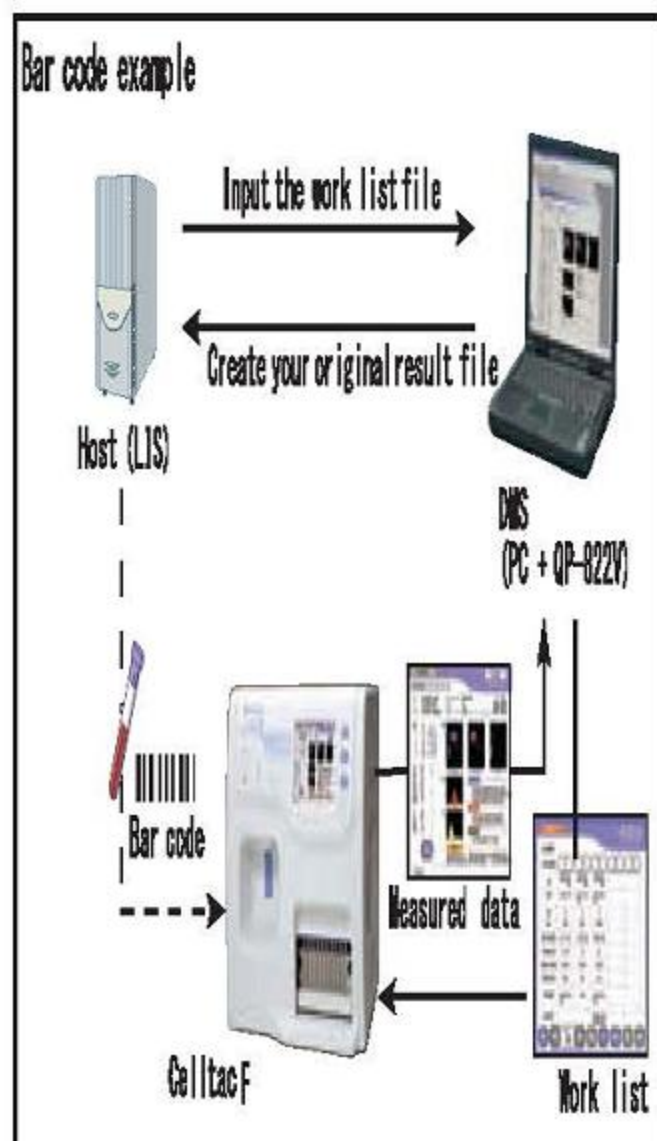 Bar code example
Input the work list file
Create your original result file
Host (LIS)
DMS
(PC + QP-822V)
Bar code
Measured data
Celltac F
Work list